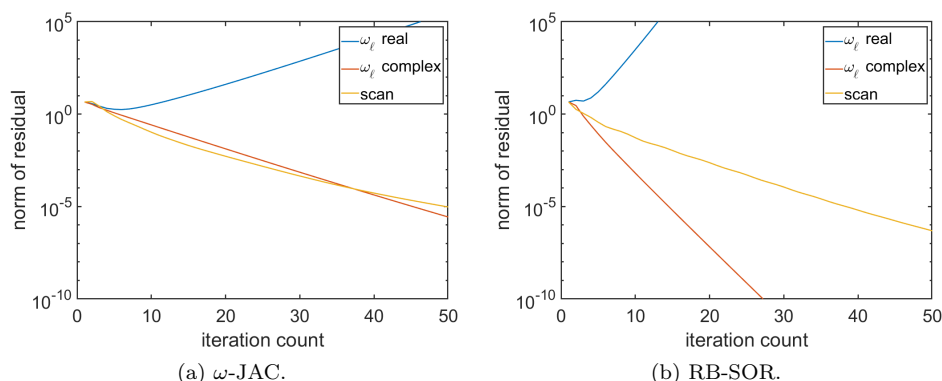 10^5
10^0
10^-5
10^-10
norm of residual
0 10 20 30 40 50
iteration count
ω_ℓ real
ω_ℓ complex
scan
(a) ω-JAC.
10^5
10^0
10^-5
10^-10
norm of residual
0 10 20 30 40 50
iteration count
ω_ℓ real
ω_ℓ complex
scan
(b) RB-SOR.